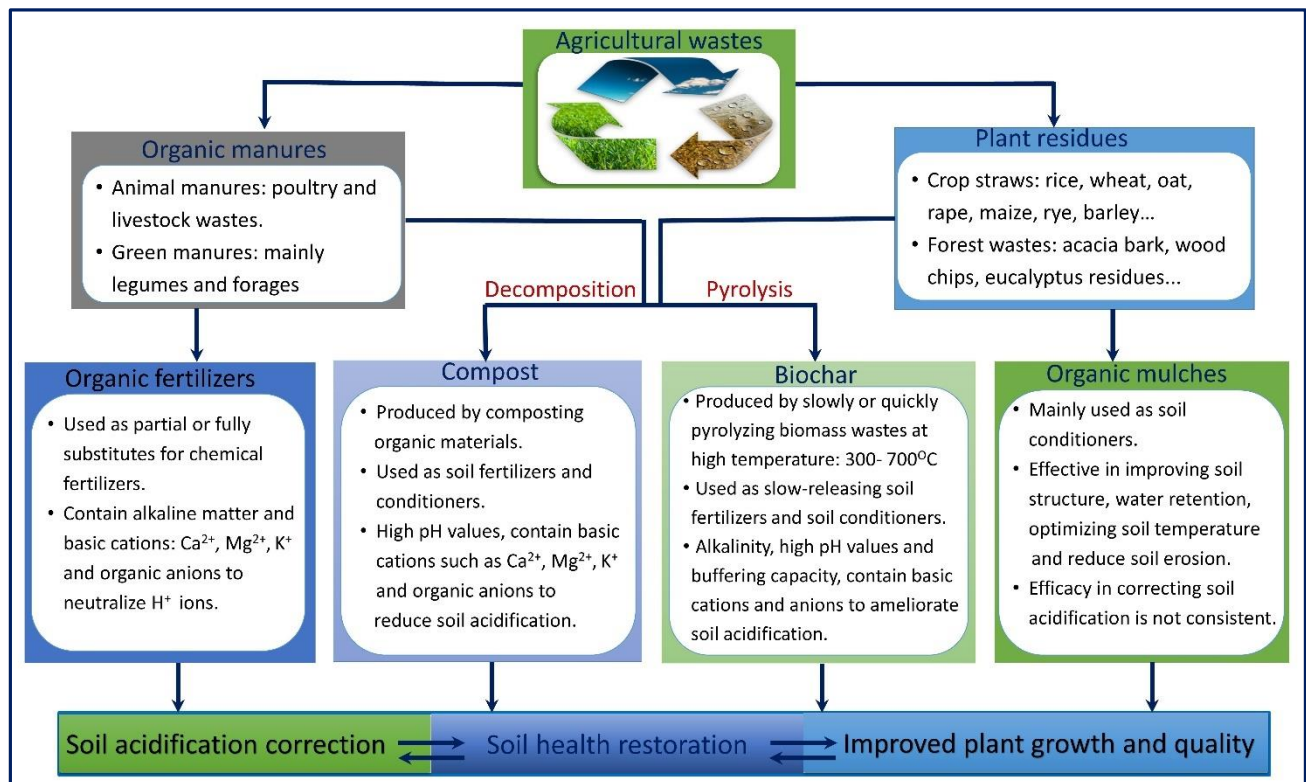 Agricultural wastes
Organic manures
• Animal manures: poultry and
livestock wastes.
• Green manures: mainly
legumes and forages
Plant residues
• Crop straws: rice, wheat, oat,
rape, maize, rye, barley...
• Forest wastes: acacia bark, wood
chips, eucalyptus residues...
Decomposition
Pyrolysis
Organic fertilizers
• Used as partial or fully
substitutes for chemical
fertilizers.
• Contain alkaline matter and
basic cations: Ca²⁺, Mg²⁺, K⁺
and organic anions to
neutralize H⁺ ions.
Compost
• Produced by composting
organic materials.
• Used as soil fertilizers and
conditioners.
• High pH values, contain basic
cations such as Ca²⁺, Mg²⁺, K⁺
and organic anions to
reduce soil acidification.
Biochar
• Produced by slowly or quickly
pyrolyzing biomass wastes at
high temperature: 300- 700ᴼC
• Used as slow-releasing soil
fertilizers and soil conditioners.
• Alkalinity, high pH values and
buffering capacity, contain basic
cations and anions to ameliorate
soil acidification.
Organic mulches
• Mainly used as soil
conditioners.
• Effective in improving soil
structure, water retention,
optimizing soil temperature
and reduce soil erosion.
• Efficacy in correcting soil
acidification is not consistent.
Soil acidification correction
Soil health restoration
Improved plant growth and quality